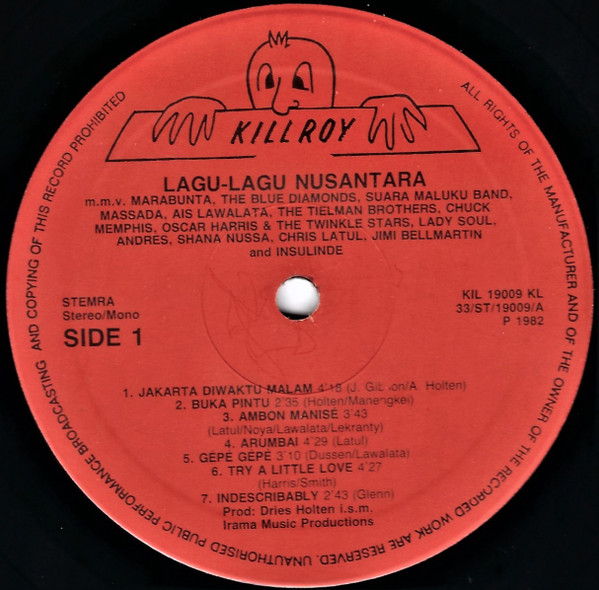 KILLROY
LAGU-LAGU NUSANTARA
m.m.v. MARABUNTA, THE BLUE DIAMONDS, SUARA MALUKU BAND,
MASSADA, AIS LAWALATA, THE TIELMAN BROTHERS, CHUCK
MEMPHIS, OSCAR HARRIS & THE TWINKLE STARS, LADY SOUL,
ANDRES, SHANA NUSSA, CHRIS LATUL, JIMI BELLMARTIN
and INSULINDE
STEMRA
Stereo/Mono
SIDE 1
KIL 19009 KL
33/ST/19009/A
P 1982
1. JAKARTA DIWAKTU MALAM (J. Holten)
2. BUKA PINTU 2'35 (Holten/Manengkei)
3. AMBON MANISÉ 3'43
(Latul/Noya/Lawalata/Lekranty)
4. ARUMBAI 4'29 (Latul)
5. GÉPÉ GÉPÉ 3'10 (Dussen/Lawalata)
6. TRY A LITTLE LOVE 4'27
(Harris/Smith)
7. INDESCRIBABLY 2'43 (Glenn)
Prod: Dries Holten i.s.m.
Irama Music Productions
ALL RIGHTS OF THE MANUFACTURER AND OF THE OWNER OF THE RECORDED WORK ARE RESERVED. UNAUTHORISED PUBLIC PERFORMANCE BROADCASTING AND COPYING OF THIS RECORD PROHIBITED